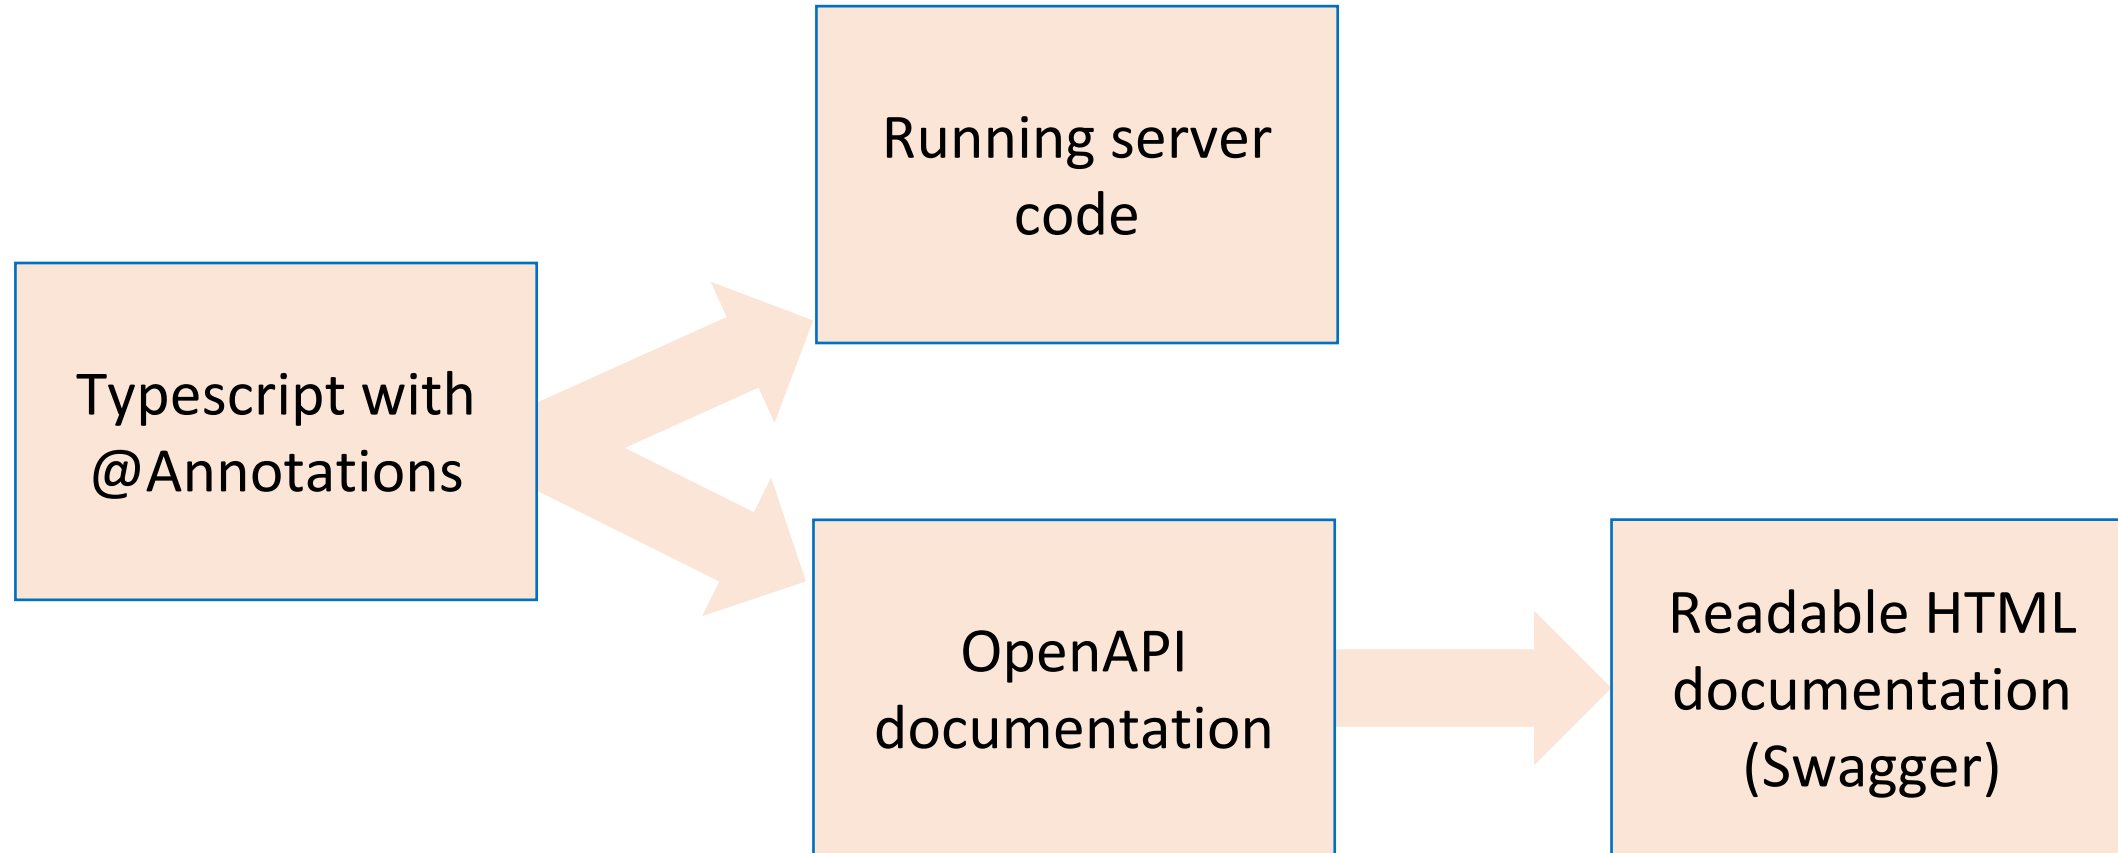 Running server
code
Typescript with
@Annotations
OpenAPI
documentation
Readable HTML
documentation
(Swagger)